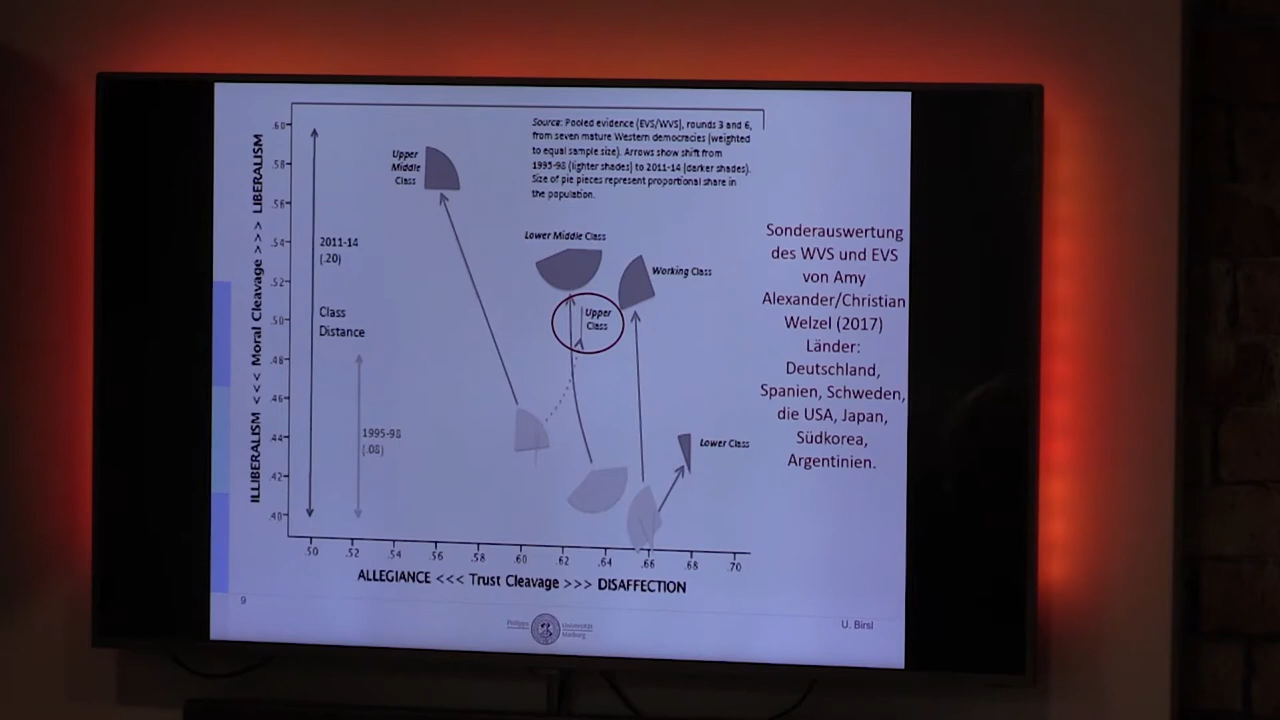 Source: Pooled evidence (EVS/WVS), rounds 3 and 6,
from seven mature Western democracies (weighted
to equal sample size). Arrows show shift from
1995-98 (lighter shades) to 2011-14 (darker shades).
Size of pie pieces represent proportional share in
the population.
ILLIBERALISM <<< Moral Cleavage >>> LIBERALISM
.60
.58
.56
.54
.52
.50
.48
.46
.44
.42
.40
2011-14
(.20)
Class
Distance
1995-98
(.08)
Upper
Middle
Class
Lower Middle Class
Working Class
Upper
Class
Lower Class
.50
.52
.54
.56
.58
.60
.62
.64
.66
.68
.70
ALLEGIANCE <<< Trust Cleavage >>> DISAFFECTION
Sonderauswertung
des WVS und EVS
von Amy
Alexander/Christian
Welzel (2017)
Länder:
Deutschland,
Spanien, Schweden,
die USA, Japan,
Südkorea,
Argentinien.
9
Philipps
Universität
Marburg
U. Birsl